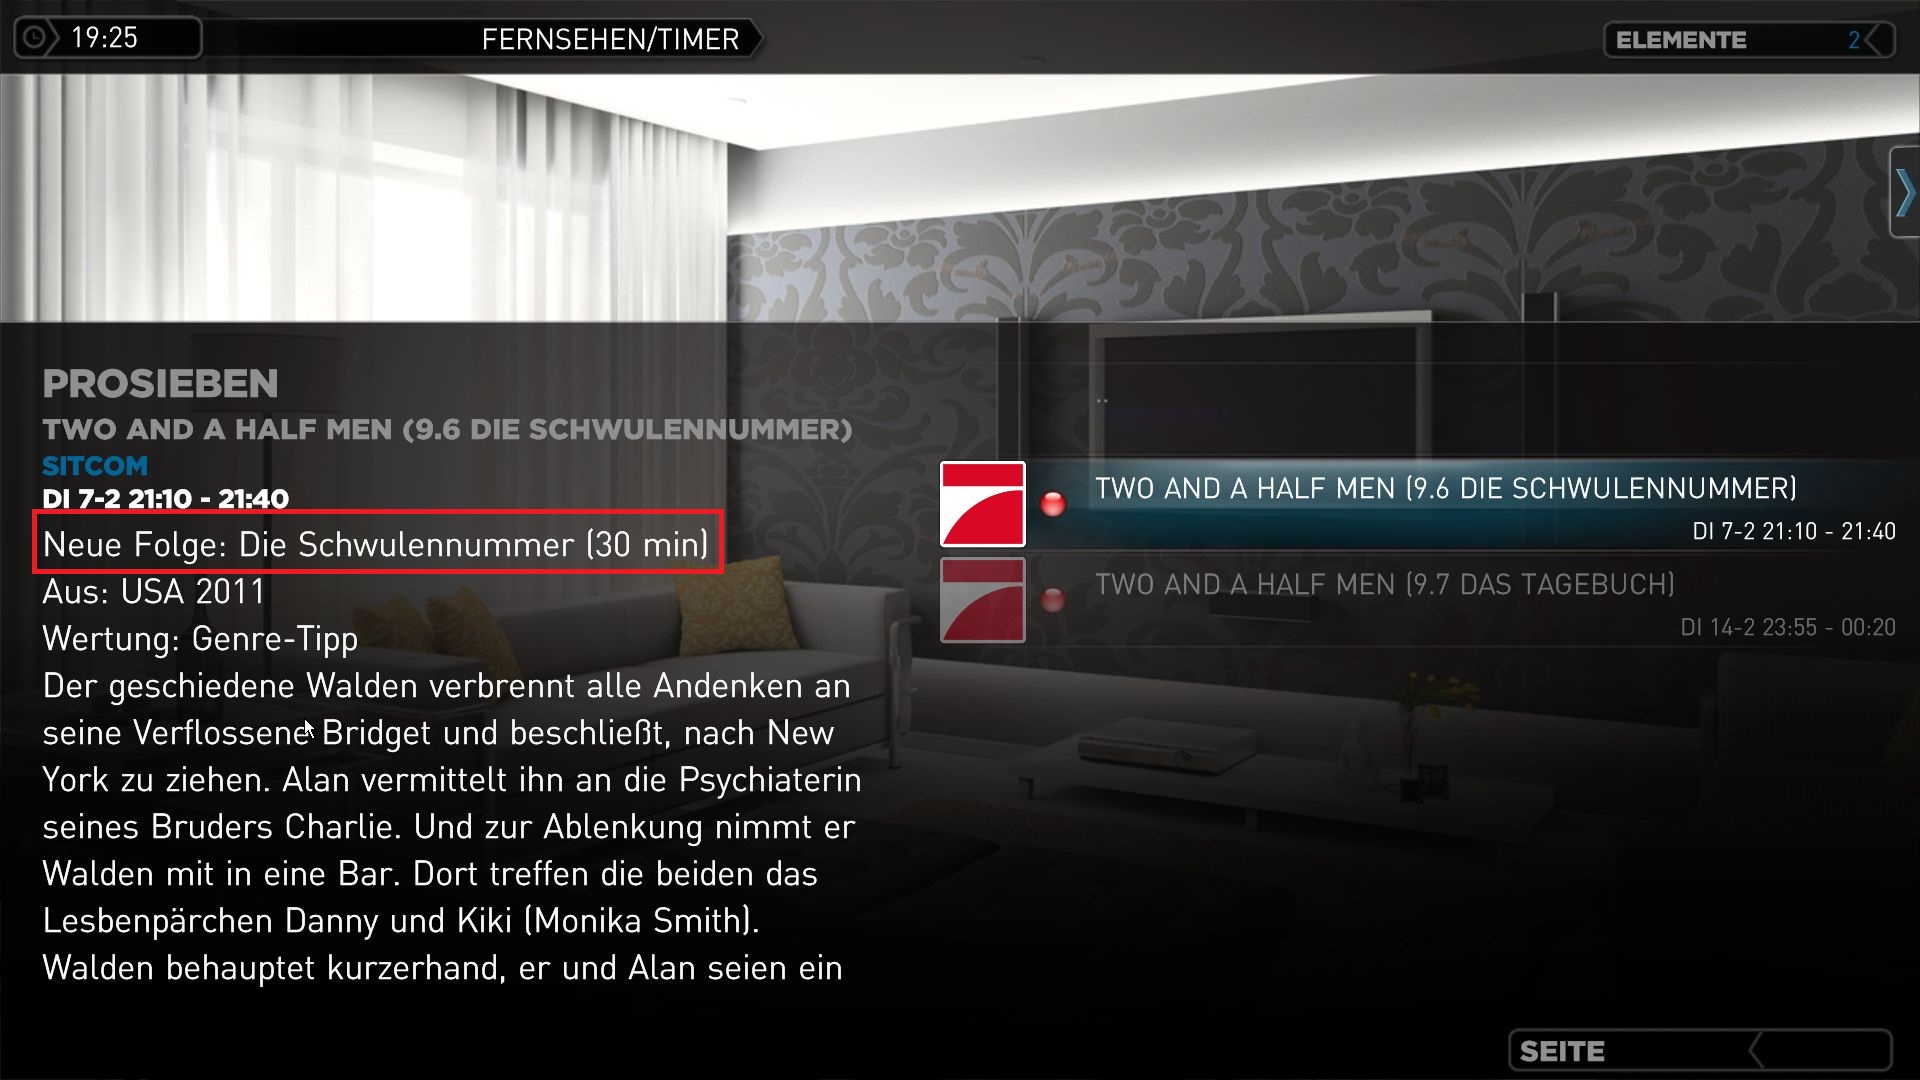 19:25
FERNSEHEN/TIMER
ELEMENTE 2
PROSIEBEN
TWO AND A HALF MEN (9.6 DIE SCHWULENNUMMER)
SITCOM
DI 7-2 21:10 - 21:40
Neue Folge: Die Schwulennummer (30 min)
Aus: USA 2011
Wertung: Genre-Tipp
Der geschiedene Walden verbrennt alle Andenken an
seine Verflossene Bridget und beschließt, nach New
York zu ziehen. Alan vermittelt ihn an die Psychiaterin
seines Bruders Charlie. Und zur Ablenkung nimmt er
Walden mit in eine Bar. Dort treffen die beiden das
Lesbenpärchen Danny und Kiki (Monika Smith).
Walden behauptet kurzerhand, er und Alan seien ein
TWO AND A HALF MEN (9.6 DIE SCHWULENNUMMER)
DI 7-2 21:10 - 21:40
TWO AND A HALF MEN (9.7 DAS TAGEBUCH)
DI 14-2 23:55 - 00:20
SEITE